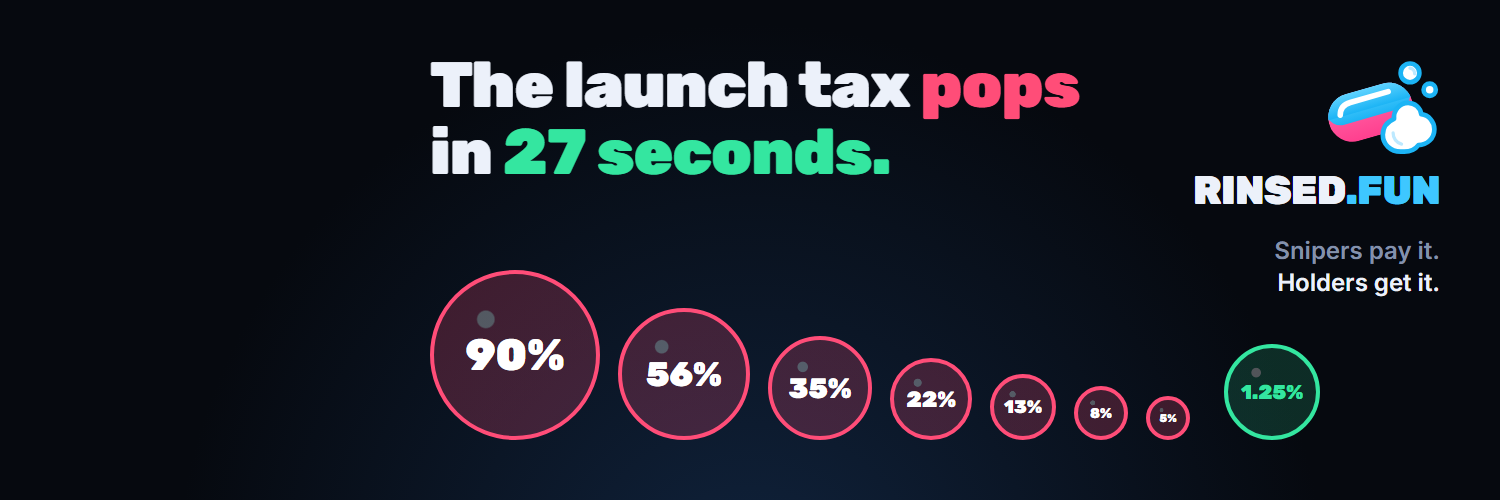 The launch tax pops
in 27 seconds.
RINSED.FUN
Snipers pay it.
Holders get it.
90%
56%
35%
22%
13%
8%
5%
1.25%